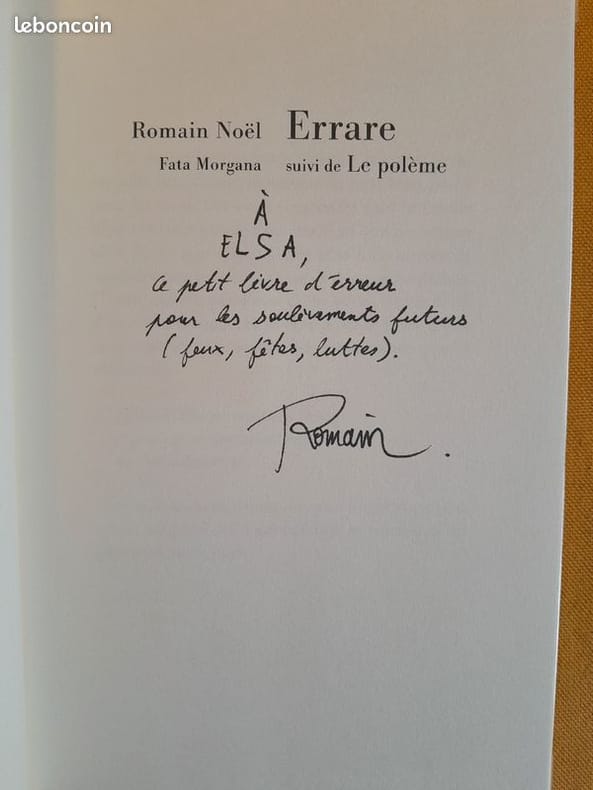 leboncoin
Romain Noël Errare
Fata Morgana suivi de Le polème
À
ELSA,
ce petit livre d'erreur
pour les soulèvements futurs
(feux, fêtes, luttes).
Romain.